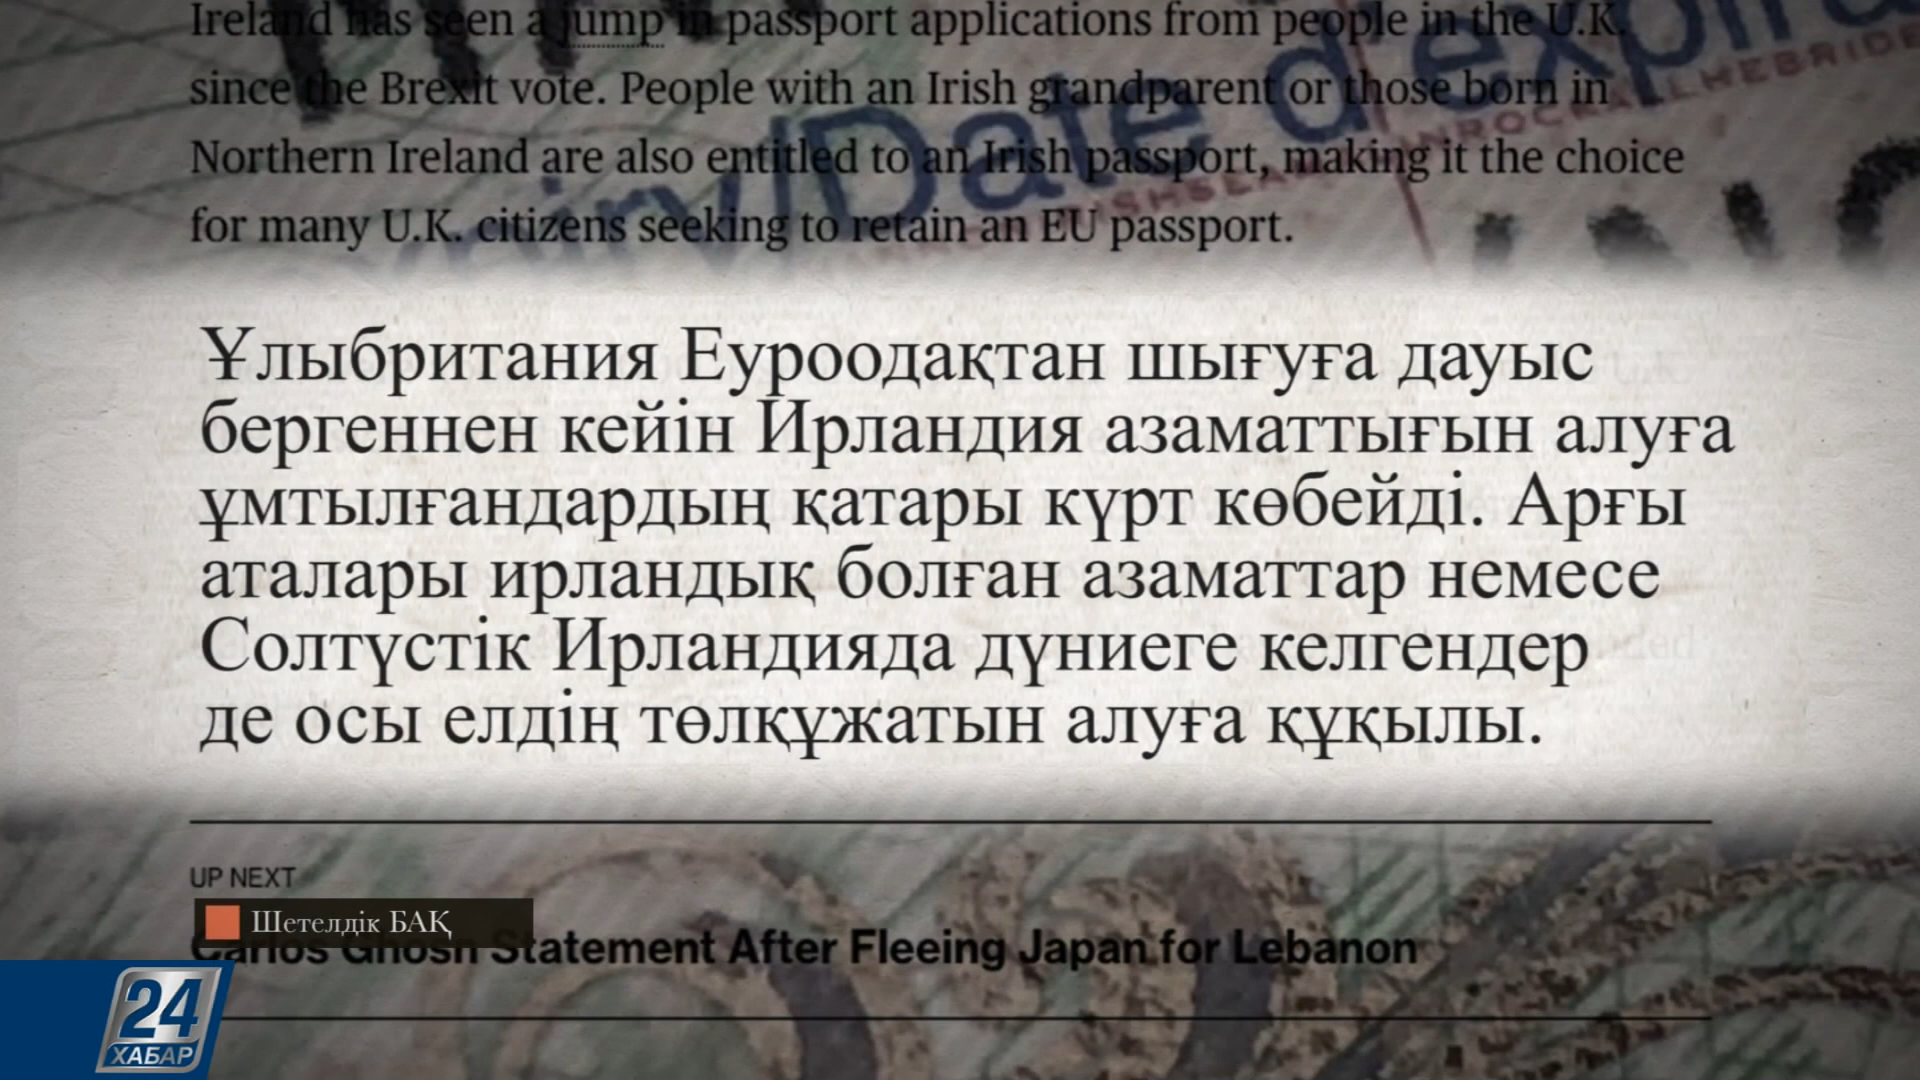 Ireland has seen a jump in passport applications from people in the U.K.
since the Brexit vote. People with an Irish grandparent or those born in
Northern Ireland are also entitled to an Irish passport, making it the choice
for many U.K. citizens seeking to retain an EU passport.
Ұлыбритания Еуроодақтан шығуға дауыс
бергеннен кейін Ирландия азаматтығын алуға
ұмтылғандардың қатары күрт көбейді. Арғы
аталары ирландық болған азаматтар немесе
Солтүстік Ирландияда дүниеге келгендер
де осы елдің төлқұжатын алуға құқылы.
UP NEXT
Шетелдік БАҚ
Carlos Ghosn Statement After Fleeing Japan for Lebanon
24
ХАБАР